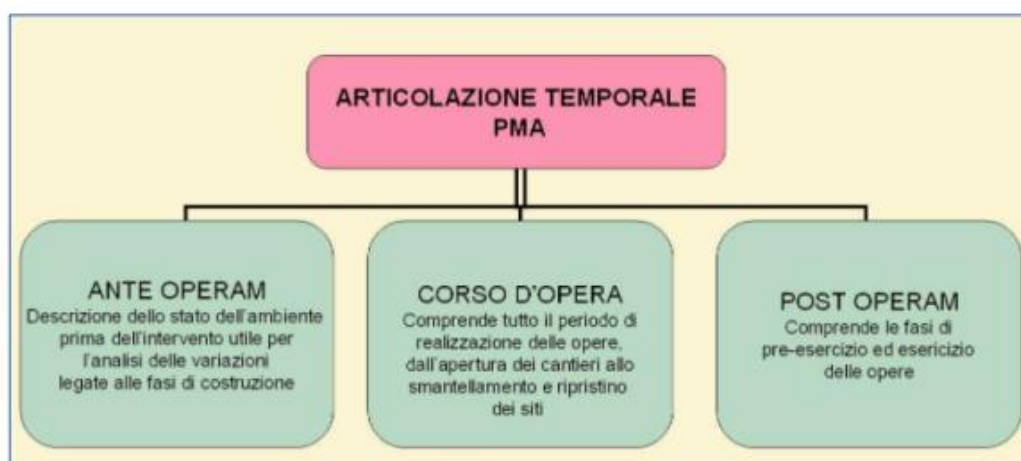 ARTICOLAZIONE TEMPORALE
PMA
ANTE OPERAM
Descrizione dello stato dell'ambiente
prima dell'intervento utile per
l'analisi delle variazioni
legate alle fasi di costruzione
CORSO D'OPERA
Comprende tutto il periodo di
realizzazione delle opere,
dall'apertura dei cantieri allo
smantellamento e ripristino
dei siti
POST OPERAM
Comprende le fasi di
pre-esercizio ed esericizio
delle opere